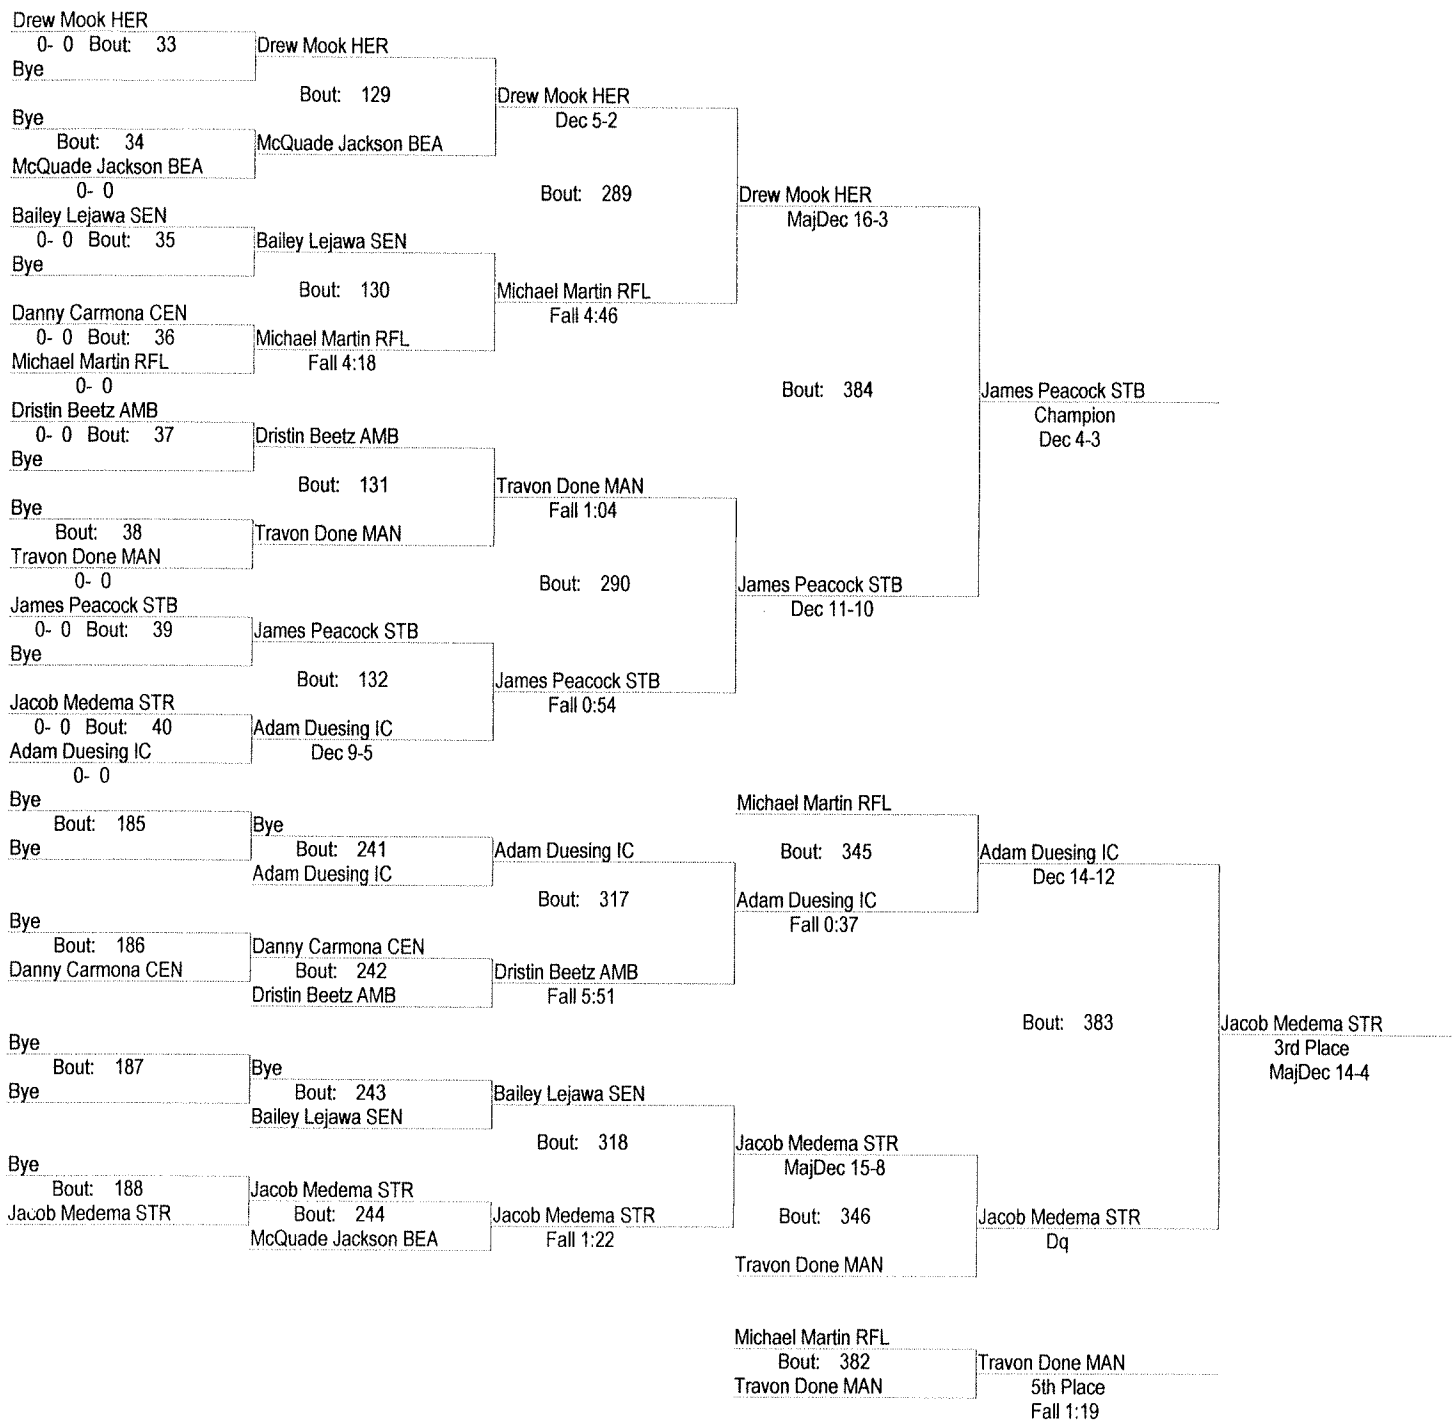 Drew Mook HER
0- 0 Bout: 33
Bye
Drew Mook HER
Bout: 129
Bye
Bout: 34
McQuade Jackson BEA
0- 0
McQuade Jackson BEA
Drew Mook HER
Dec 5-2
Bout: 289
Bailey Lejawa SEN
0- 0 Bout: 35
Bye
Bailey Lejawa SEN
Bout: 130
Danny Carmona CEN
0- 0 Bout: 36
Michael Martin RFL
0- 0
Michael Martin RFL
Fall 4:18
Michael Martin RFL
Fall 4:46
Drew Mook HER
MajDec 16-3
Bout: 384
Dristin Beetz AMB
0- 0 Bout: 37
Bye
Dristin Beetz AMB
Bout: 131
Bye
Bout: 38
Travon Done MAN
0- 0
Travon Done MAN
Travon Done MAN
Fall 1:04
Bout: 290
James Peacock STB
0- 0 Bout: 39
Bye
James Peacock STB
Bout: 132
Jacob Medema STR
0- 0 Bout: 40
Adam Duesing IC
0- 0
Adam Duesing IC
Dec 9-5
James Peacock STB
Fall 0:54
James Peacock STB
Dec 11-10
James Peacock STB
Champion
Dec 4-3
Bye
Bout: 185
Bye
Bye
Bout: 241
Adam Duesing IC
Adam Duesing IC
Bout: 317
Bye
Bout: 186
Danny Carmona CEN
Danny Carmona CEN
Bout: 242
Dristin Beetz AMB
Dristin Beetz AMB
Fall 5:51
Michael Martin RFL
Bout: 345
Adam Duesing IC
Fall 0:37
Adam Duesing IC
Dec 14-12
Bout: 383
Bye
Bout: 187
Bye
Bye
Bout: 243
Bailey Lejawa SEN
Bailey Lejawa SEN
Bout: 318
Bye
Bout: 188
Jacob Medema STR
Jacob Medema STR
Bout: 244
McQuade Jackson BEA
Jacob Medema STR
Fall 1:22
Jacob Medema STR
MajDec 15-8
Bout: 346
Travon Done MAN
Jacob Medema STR
Dq
Jacob Medema STR
3rd Place
MajDec 14-4
Michael Martin RFL
Bout: 382
Travon Done MAN
Travon Done MAN
5th Place
Fall 1:19